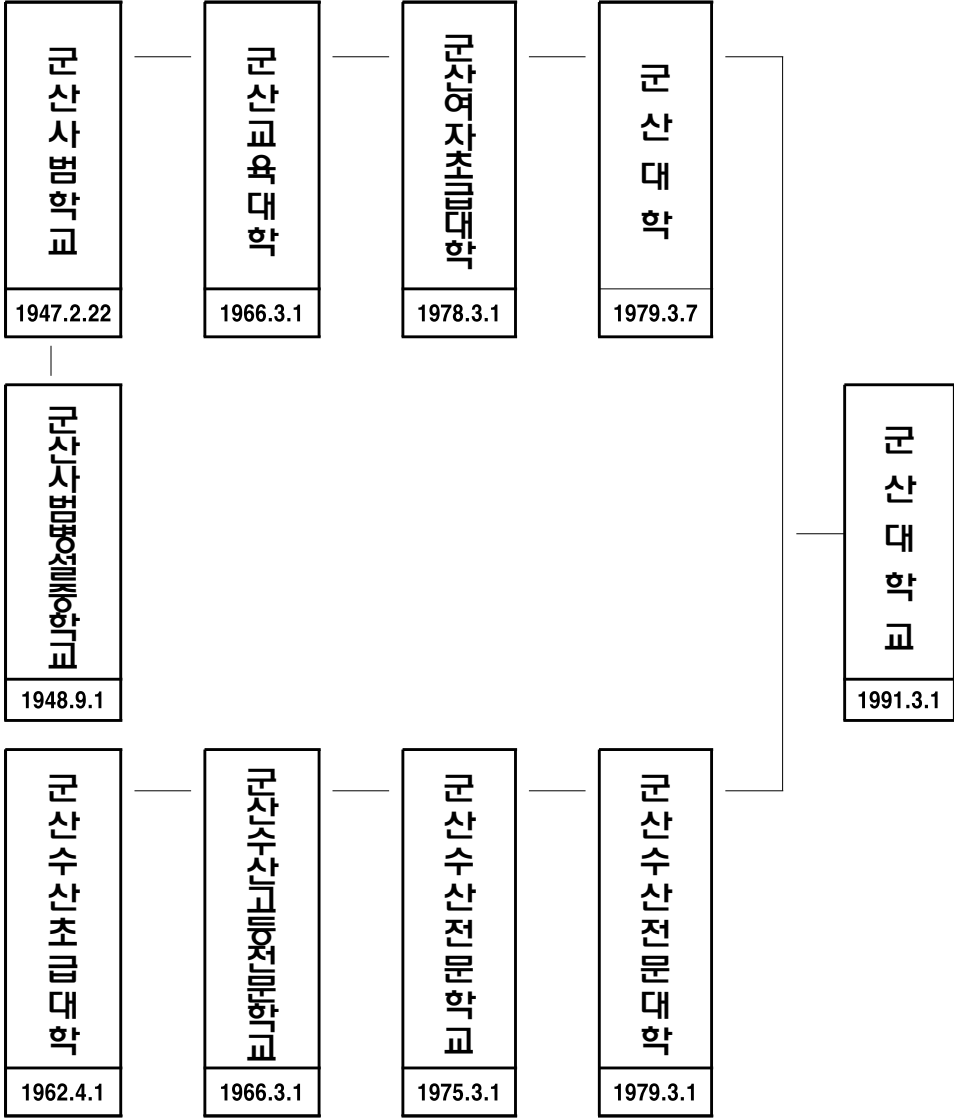 군산사범학교
1947.2.22
군산교육대학
1966.3.1
군산여자초급대학
1978.3.1
군산대학
1979.3.7
군산사범병설중학교
1948.9.1
군산대학교
1991.3.1
군산수산초급대학
1962.4.1
군산수산고등전문학교
1966.3.1
군산수산전문학교
1975.3.1
군산수산전문대학
1979.3.1